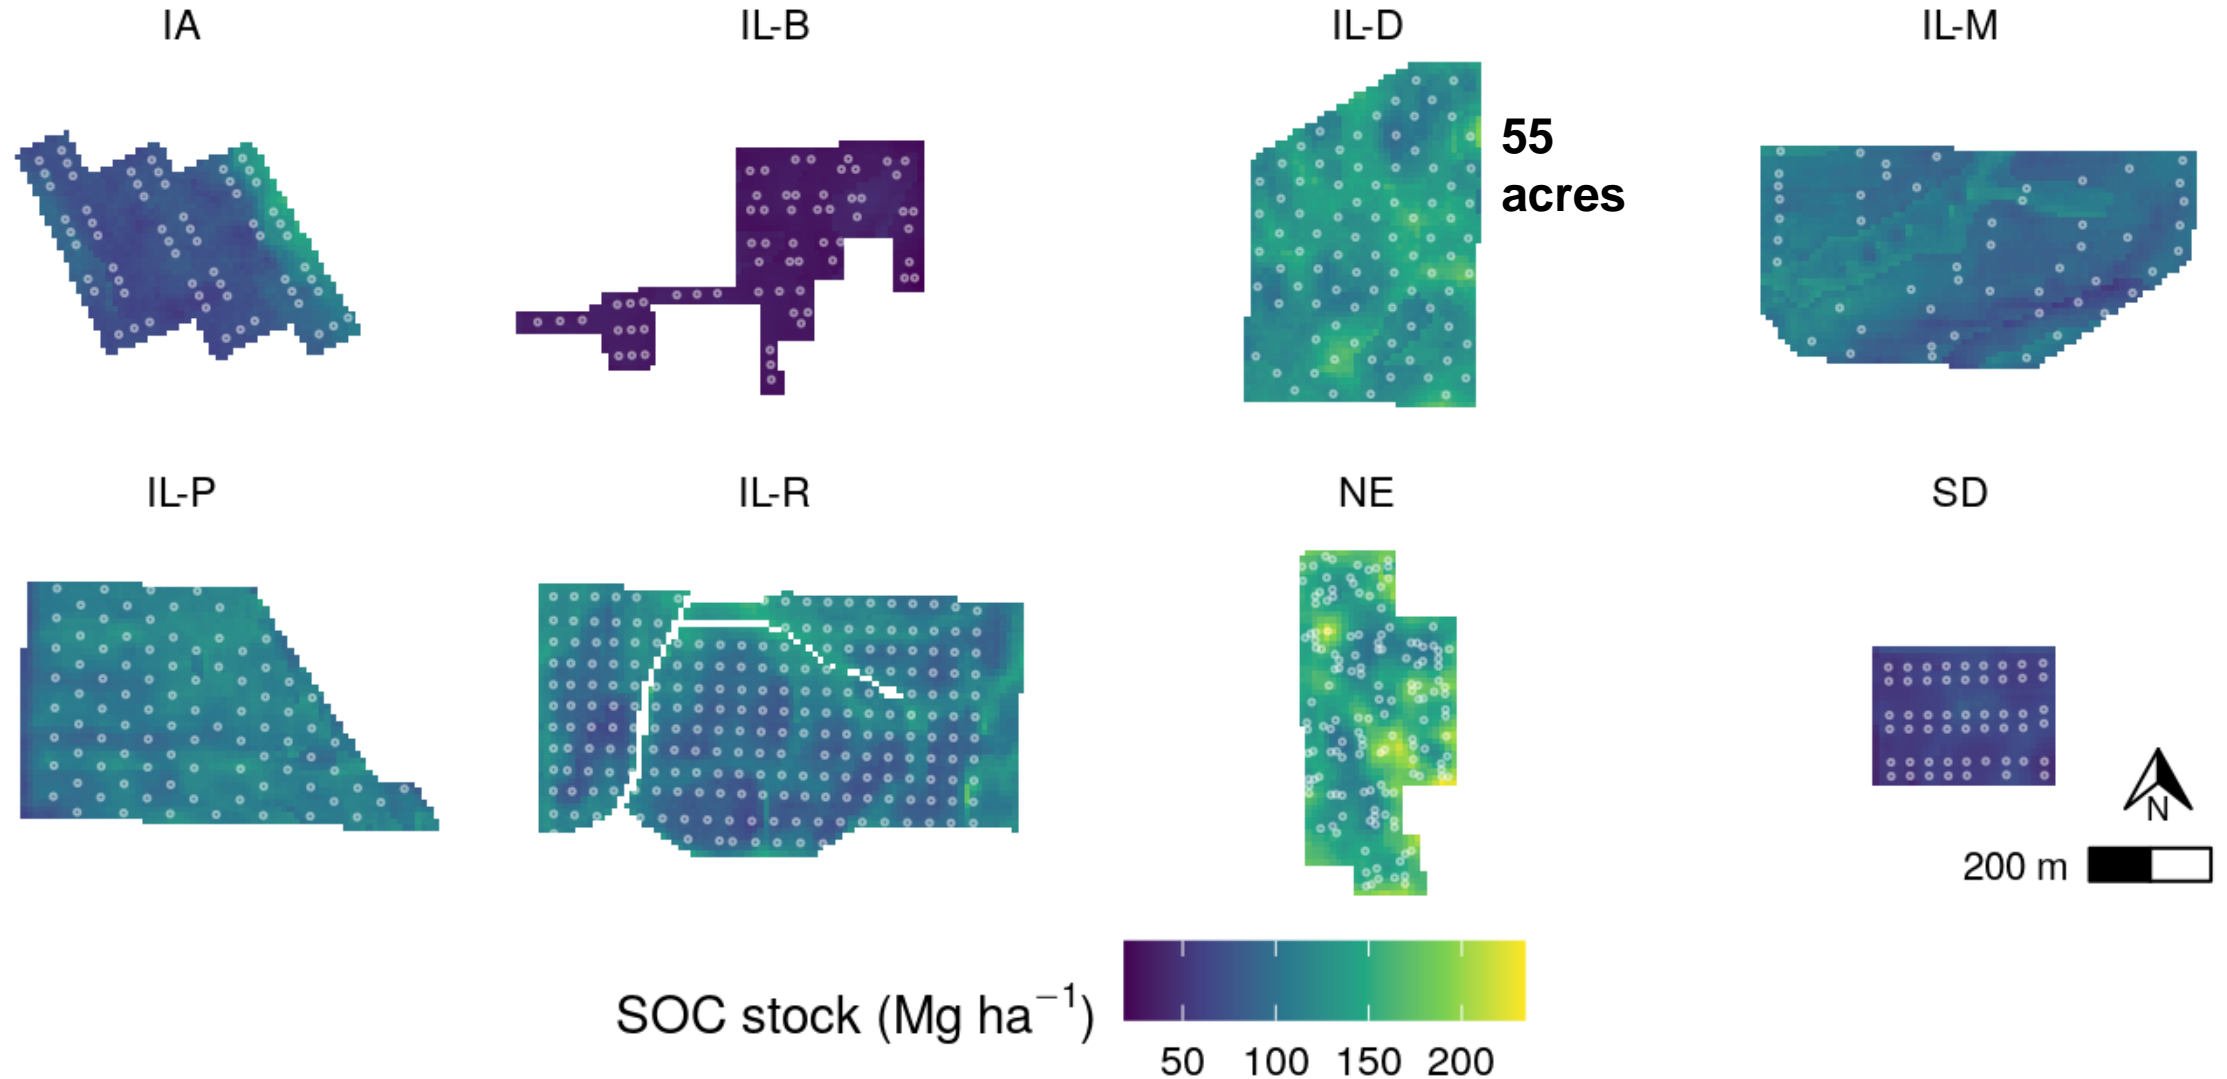 IA
IL-B
IL-D
IL-M
55
acres
IL-P
IL-R
NE
SD
N
200 m
SOC stock (Mg ha⁻¹)
50 100 150 200